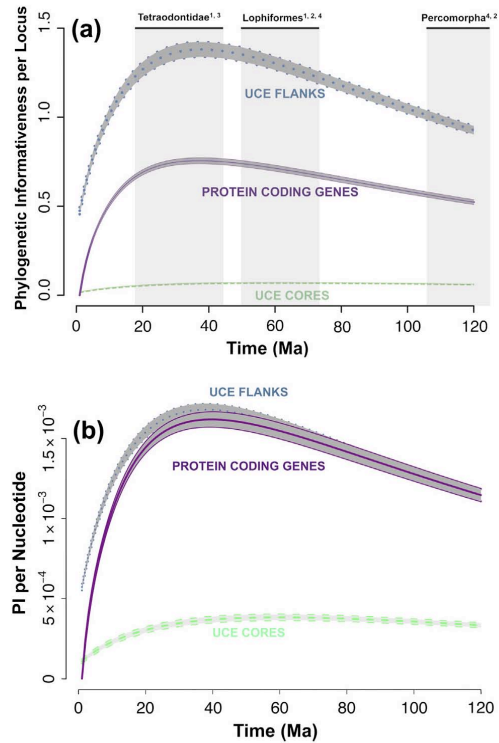 (a)
Tetraodontidae1, 3
Lophiformes1, 2, 4
Percomorpha4, 2
Phylogenetic Informativeness per Locus
1.5
1.0
0.5
0.0
UCE FLANKS
PROTEIN CODING GENES
UCE CORES
0 20 40 60 80 100 120
Time (Ma)
(b)
UCE FLANKS
PROTEIN CODING GENES
PI per Nucleotide
1.5 × 10−3
1 × 10−3
5 × 10−4
0
UCE CORES
0 20 40 60 80 100 120
Time (Ma)